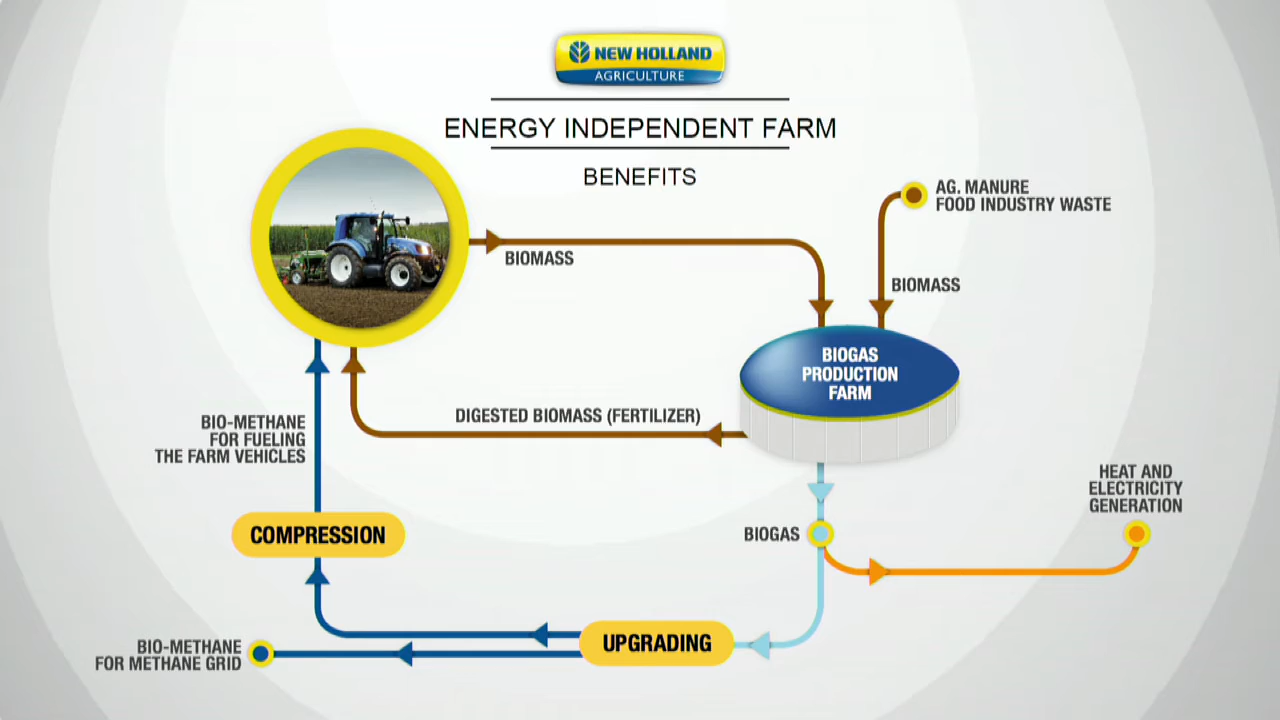 NEW HOLLAND
AGRICULTURE
ENERGY INDEPENDENT FARM
BENEFITS
AG. MANURE
FOOD INDUSTRY WASTE
BIOMASS
BIOMASS
BIOGAS
PRODUCTION
FARM
DIGESTED BIOMASS (FERTILIZER)
BIO-METHANE
FOR FUELING
THE FARM VEHICLES
HEAT AND
ELECTRICITY
GENERATION
COMPRESSION
BIOGAS
UPGRADING
BIO-METHANE
FOR METHANE GRID